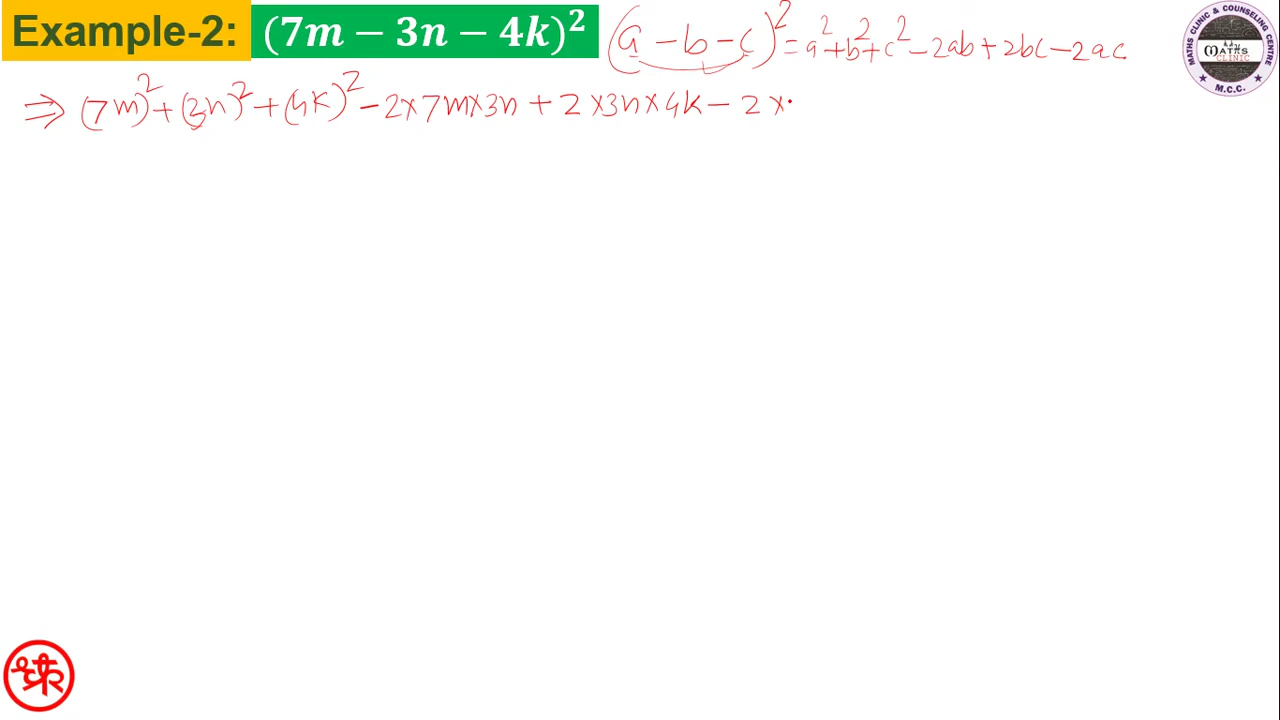 Example-2: (7m − 3n − 4k)² (a − b − c)² = a² + b² + c² − 2ab + 2bc − 2ac
⇒ (7m)² + (3n)² + (4k)² − 2×7m×3n + 2×3n×4k − 2×
MATHS CLINIC & COUNSELING CENTER
MATHS
CLINIC
★ M.C.C. ★
श्री